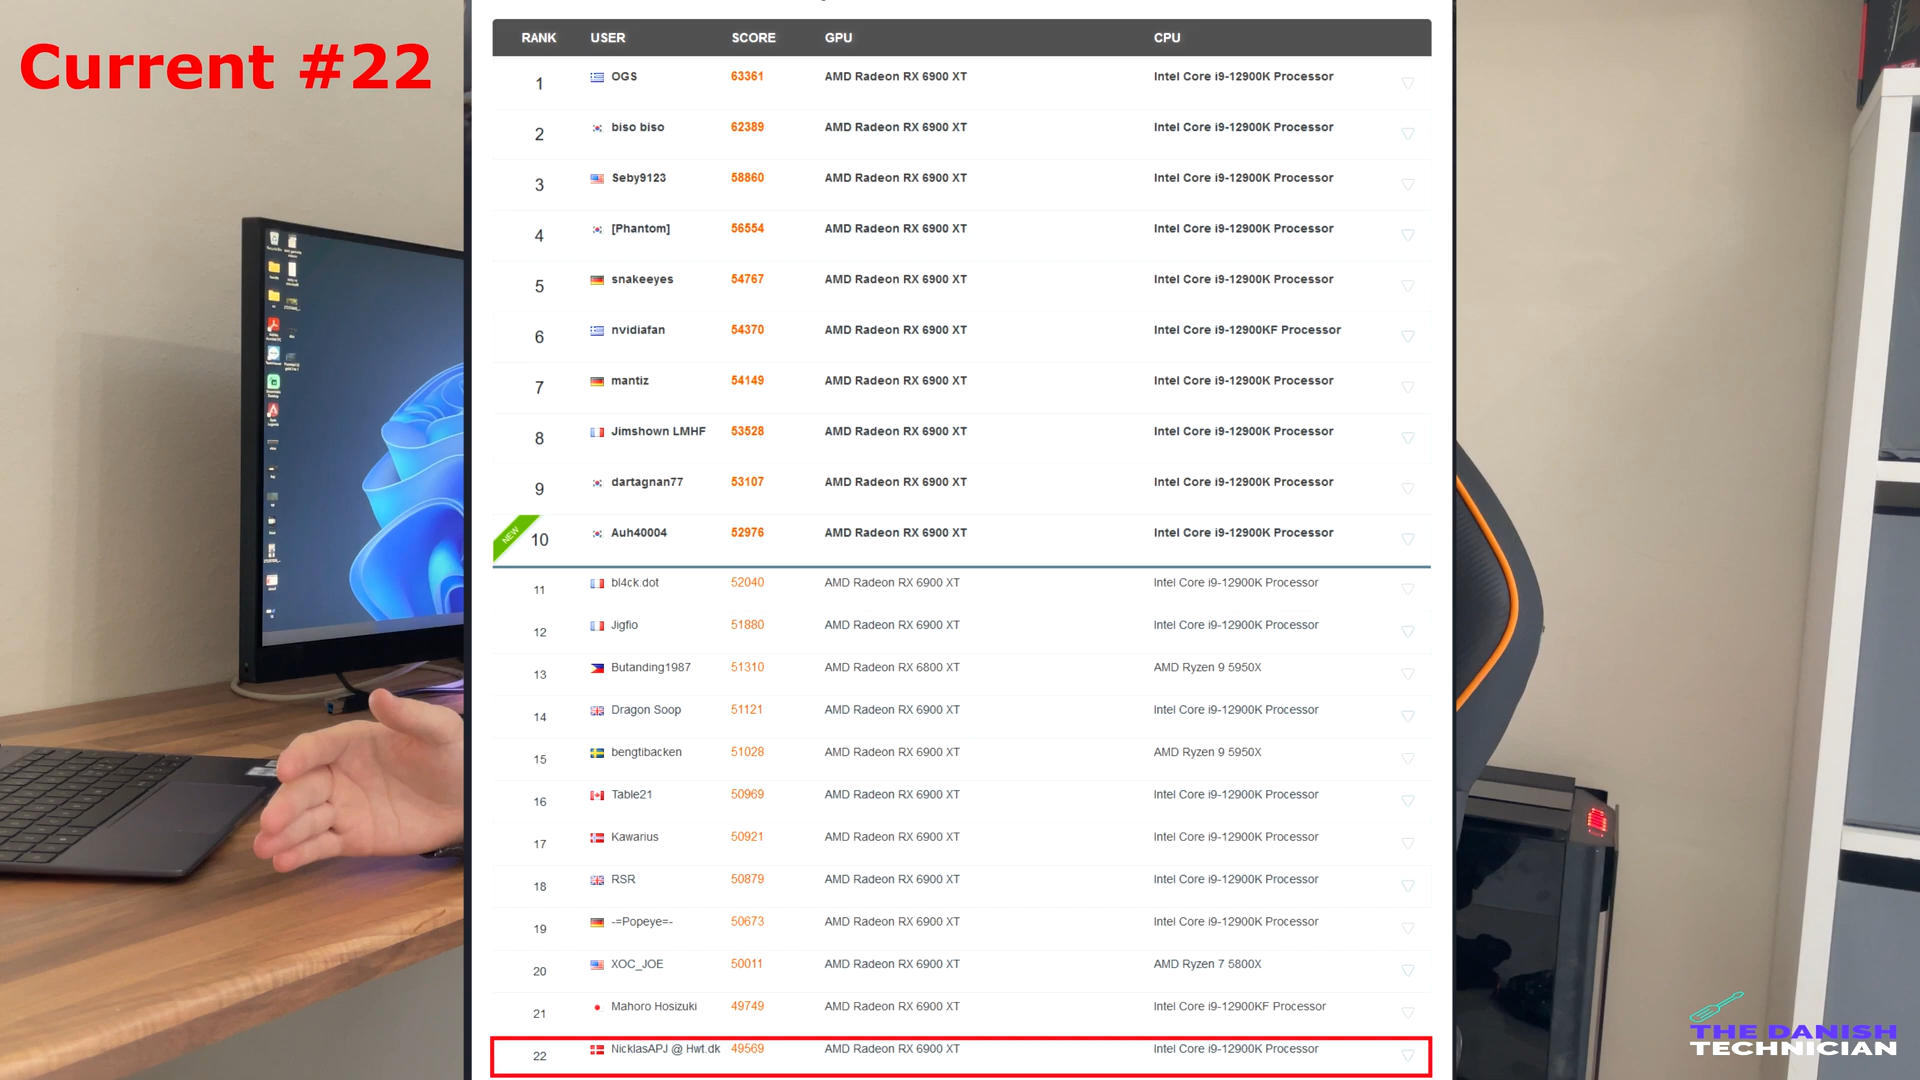 Current #22
RANK USER SCORE GPU CPU
1 OGS 63361 AMD Radeon RX 6900 XT Intel Core i9-12900K Processor
2 biso biso 62389 AMD Radeon RX 6900 XT Intel Core i9-12900K Processor
3 Seby9123 58860 AMD Radeon RX 6900 XT Intel Core i9-12900K Processor
4 [Phantom] 56554 AMD Radeon RX 6900 XT Intel Core i9-12900K Processor
5 snakeeyes 54767 AMD Radeon RX 6900 XT Intel Core i9-12900K Processor
6 nvidiafan 54370 AMD Radeon RX 6900 XT Intel Core i9-12900KF Processor
7 mantiz 54149 AMD Radeon RX 6900 XT Intel Core i9-12900K Processor
8 Jimshown LMHF 53528 AMD Radeon RX 6900 XT Intel Core i9-12900K Processor
9 dartagnan77 53107 AMD Radeon RX 6900 XT Intel Core i9-12900K Processor
NEW 10 Auh40004 52976 AMD Radeon RX 6900 XT Intel Core i9-12900K Processor
11 bl4ck.dot 52040 AMD Radeon RX 6900 XT Intel Core i9-12900K Processor
12 Jigfio 51880 AMD Radeon RX 6900 XT Intel Core i9-12900K Processor
13 Butanding1987 51310 AMD Radeon RX 6800 XT AMD Ryzen 9 5950X
14 Dragon Soop 51121 AMD Radeon RX 6900 XT Intel Core i9-12900K Processor
15 bengtibacken 51028 AMD Radeon RX 6900 XT AMD Ryzen 9 5950X
16 Table21 50969 AMD Radeon RX 6900 XT Intel Core i9-12900K Processor
17 Kawarius 50921 AMD Radeon RX 6900 XT Intel Core i9-12900K Processor
18 RSR 50879 AMD Radeon RX 6900 XT Intel Core i9-12900K Processor
19 -=Popeye=- 50673 AMD Radeon RX 6900 XT Intel Core i9-12900K Processor
20 XOC_JOE 50011 AMD Radeon RX 6900 XT AMD Ryzen 7 5800X
21 Mahoro Hosizuki 49749 AMD Radeon RX 6900 XT Intel Core i9-12900KF Processor
22 NicklasAPJ @ Hwt.dk 49569 AMD Radeon RX 6900 XT Intel Core i9-12900K Processor
THE DANISH
TECHNICIAN